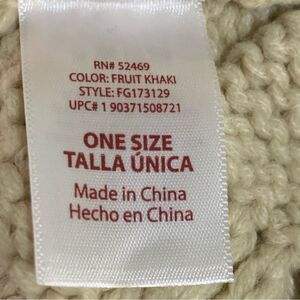 RN# 52469
COLOR: FRUIT KHAKI
STYLE: FG173129
UPC# 1 90371508721
ONE SIZE
TALLA ÚNICA
Made in China
Hecho en China